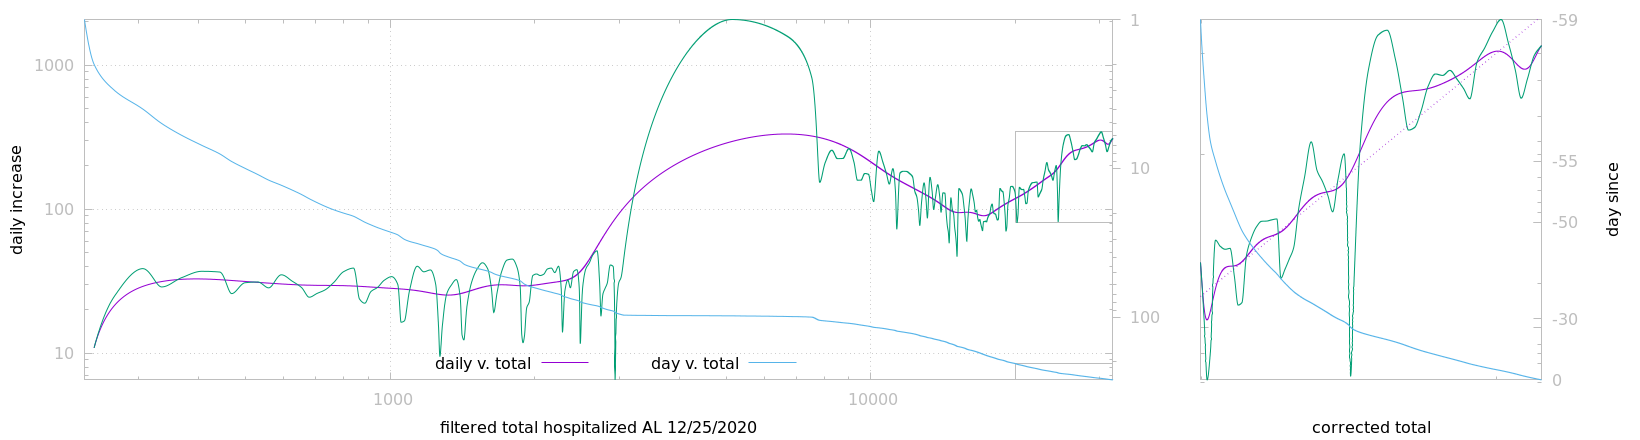 daily increase
1000
100
10
1
10
100
daily v. total
day v. total
1000
10000
filtered total hospitalized AL 12/25/2020
-59
-55
-50
-30
0
day since
corrected total